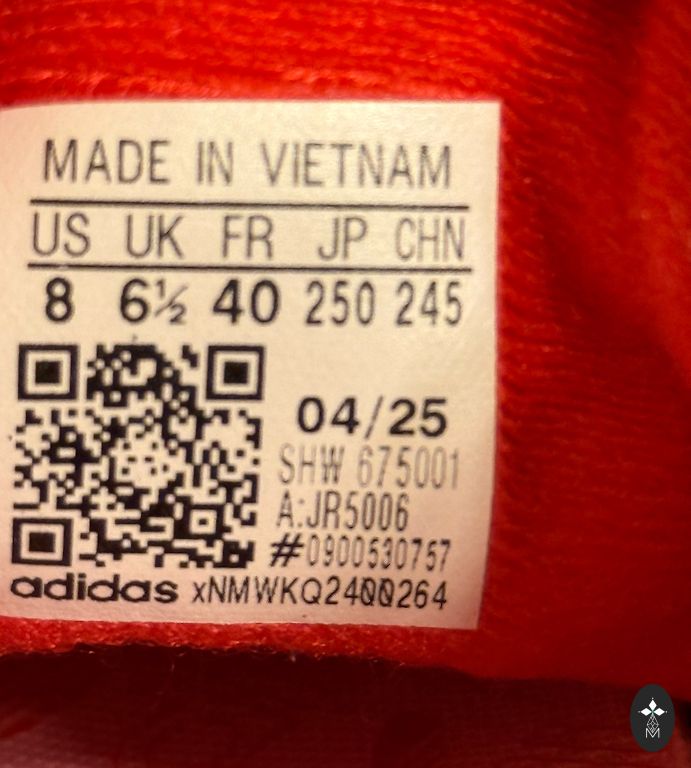 MADE IN VIETNAM
US UK FR JP CHN
8 6½ 40 250 245
04/25
SHW 675001
A:JR5006
#0900530757
adidas xNMWKQ2400264
M